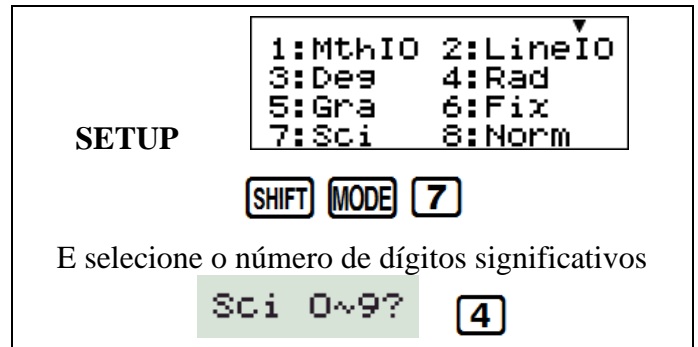 1:MthIO 2:LineIO
3:Deg 4:Rad
5:Gra 6:Fix
SETUP 7:Sci 8:Norm
SHIFT MODE 7
E selecione o número de dígitos significativos
Sci 0~9? 4